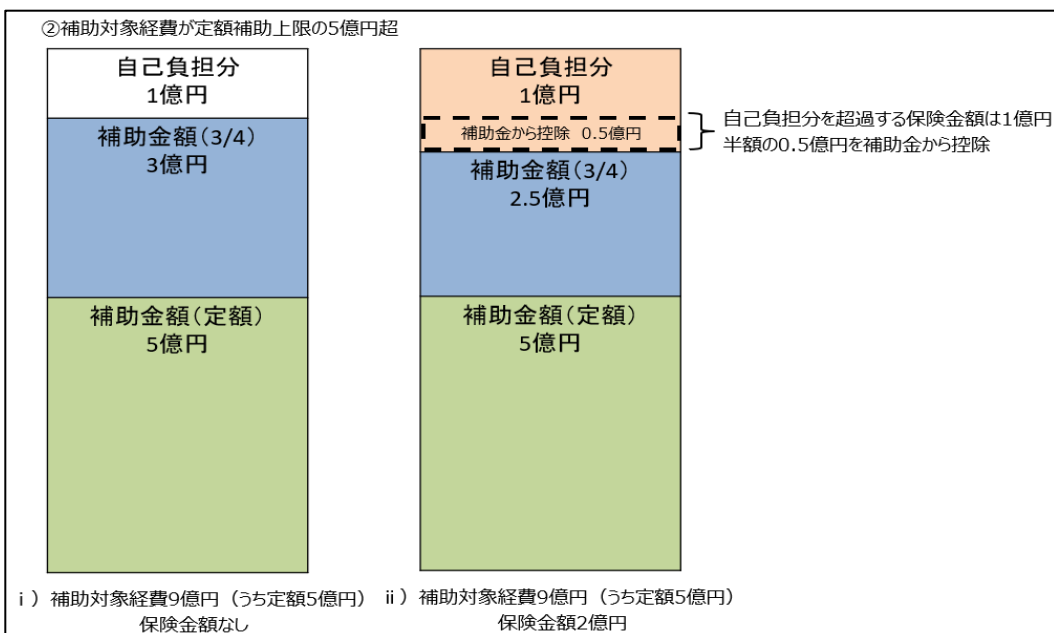 ②補助対象経費が定額補助上限の5億円超
自己負担分
1億円
補助金額(3/4)
3億円
補助金額(定額)
5億円
ⅰ）補助対象経費9億円（うち定額5億円）
保険金額なし
自己負担分
1億円
補助金から控除 0.5億円
補助金額(3/4)
2.5億円
補助金額(定額)
5億円
ⅱ）補助対象経費9億円（うち定額5億円）
保険金額2億円
自己負担分を超過する保険金額は1億円
半額の0.5億円を補助金から控除